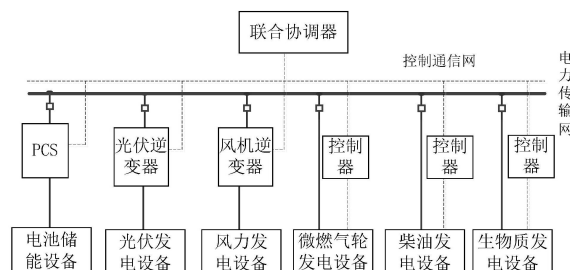 联合协调器
控制通信网
电
力
传
输
网
PCS
光伏逆
变器
风机逆
变器
控制
器
控制
器
控制
器
电池储
能设备
光伏发
电设备
风力发
电设备
微燃气轮
发电设备
柴油发
电设备
生物质发
电设备